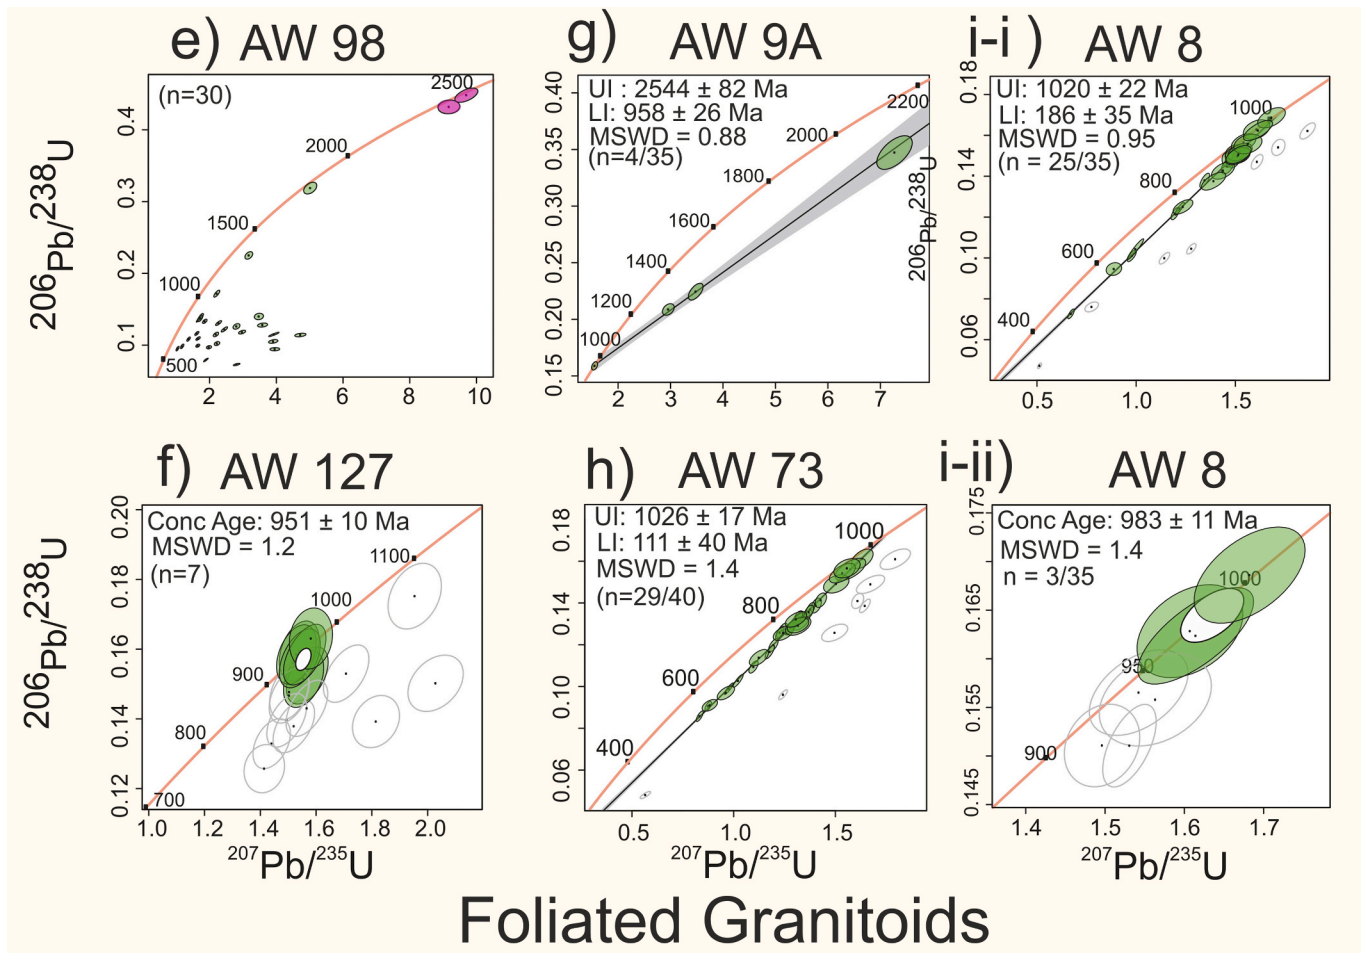 e) AW 98
(n=30)
2500
2000
1500
1000
500
0.4
0.3
0.2
0.1
2 4 6 8 10
206Pb/238U
g) AW 9A
UI : 2544 ± 82 Ma
LI: 958 ± 26 Ma
MSWD = 0.88
(n=4/35)
2200
2000
1800
1600
1400
1200
1000
0.40
0.35
0.30
0.25
0.20
0.15
2 3 4 5 6 7
206Pb/238U
i-i ) AW 8
UI: 1020 ± 22 Ma
LI: 186 ± 35 Ma
MSWD = 0.95
(n = 25/35)
1000
800
600
400
0.18
0.14
0.10
0.06
0.5 1.0 1.5
f) AW 127
Conc Age: 951 ± 10 Ma
MSWD = 1.2
(n=7)
1100
1000
900
800
700
0.20
0.18
0.16
0.14
0.12
1.0 1.2 1.4 1.6 1.8 2.0
206Pb/238U
207Pb/235U
h) AW 73
UI: 1026 ± 17 Ma
LI: 111 ± 40 Ma
MSWD = 1.4
(n=29/40)
1000
800
600
400
0.18
0.14
0.10
0.06
0.5 1.0 1.5
207Pb/235U
i-ii) AW 8
Conc Age: 983 ± 11 Ma
MSWD = 1.4
n = 3/35
1000
950
900
0.175
0.165
0.155
0.145
1.4 1.5 1.6 1.7
207Pb/235U
Foliated Granitoids